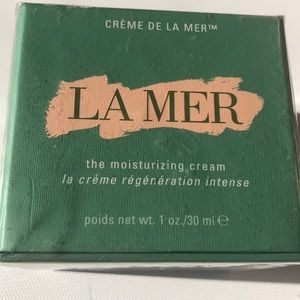 CRÈME DE LA MER™
LA MER
the moisturizing cream
la crème régénération intense
poids net wt. 1 oz./30 ml ℮